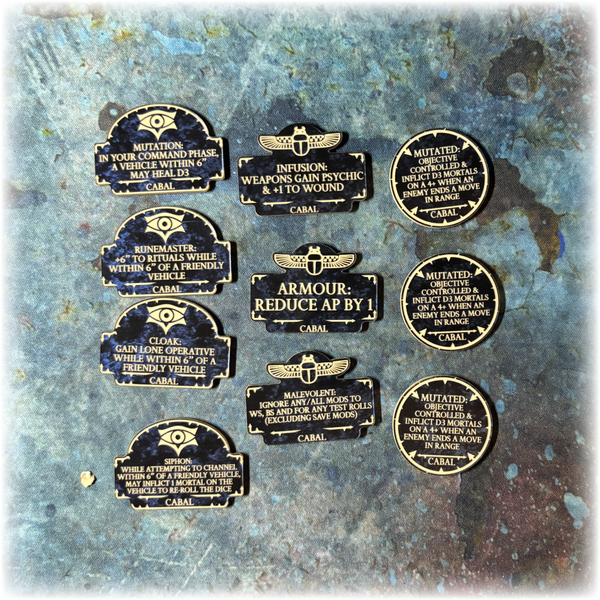 MUTATION:
IN YOUR COMMAND PHASE,
A VEHICLE WITHIN 6"
MAY HEAL D3
CABAL
RUNEMASTER:
+6" TO RITUALS WHILE
WITHIN 6" OF A FRIENDLY
VEHICLE
CABAL
CLOAK:
GAIN LONE OPERATIVE
WHILE WITHIN 6" OF A
FRIENDLY VEHICLE
CABAL
SIPHON:
WHILE ATTEMPTING TO CHANNEL
WITHIN 6" OF A FRIENDLY VEHICLE,
MAY INFLICT 1 MORTAL ON THE
VEHICLE TO RE-ROLL THE DICE
CABAL
INFUSION:
WEAPONS GAIN PSYCHIC
& +1 TO WOUND
CABAL
ARMOUR:
REDUCE AP BY 1
CABAL
MALEVOLENT:
IGNORE ANY/ALL MODS TO
WS, BS AND FOR ANY TEST ROLLS
(EXCLUDING SAVE MODS)
CABAL
MUTATED:
OBJECTIVE
CONTROLLED &
INFLICT D3 MORTALS
ON A 4+ WHEN AN
ENEMY ENDS A MOVE
IN RANGE
CABAL
MUTATED:
OBJECTIVE
CONTROLLED &
INFLICT D3 MORTALS
ON A 4+ WHEN AN
ENEMY ENDS A MOVE
IN RANGE
CABAL
MUTATED:
OBJECTIVE
CONTROLLED &
INFLICT D3 MORTALS
ON A 4+ WHEN AN
ENEMY ENDS A MOVE
IN RANGE
CABAL